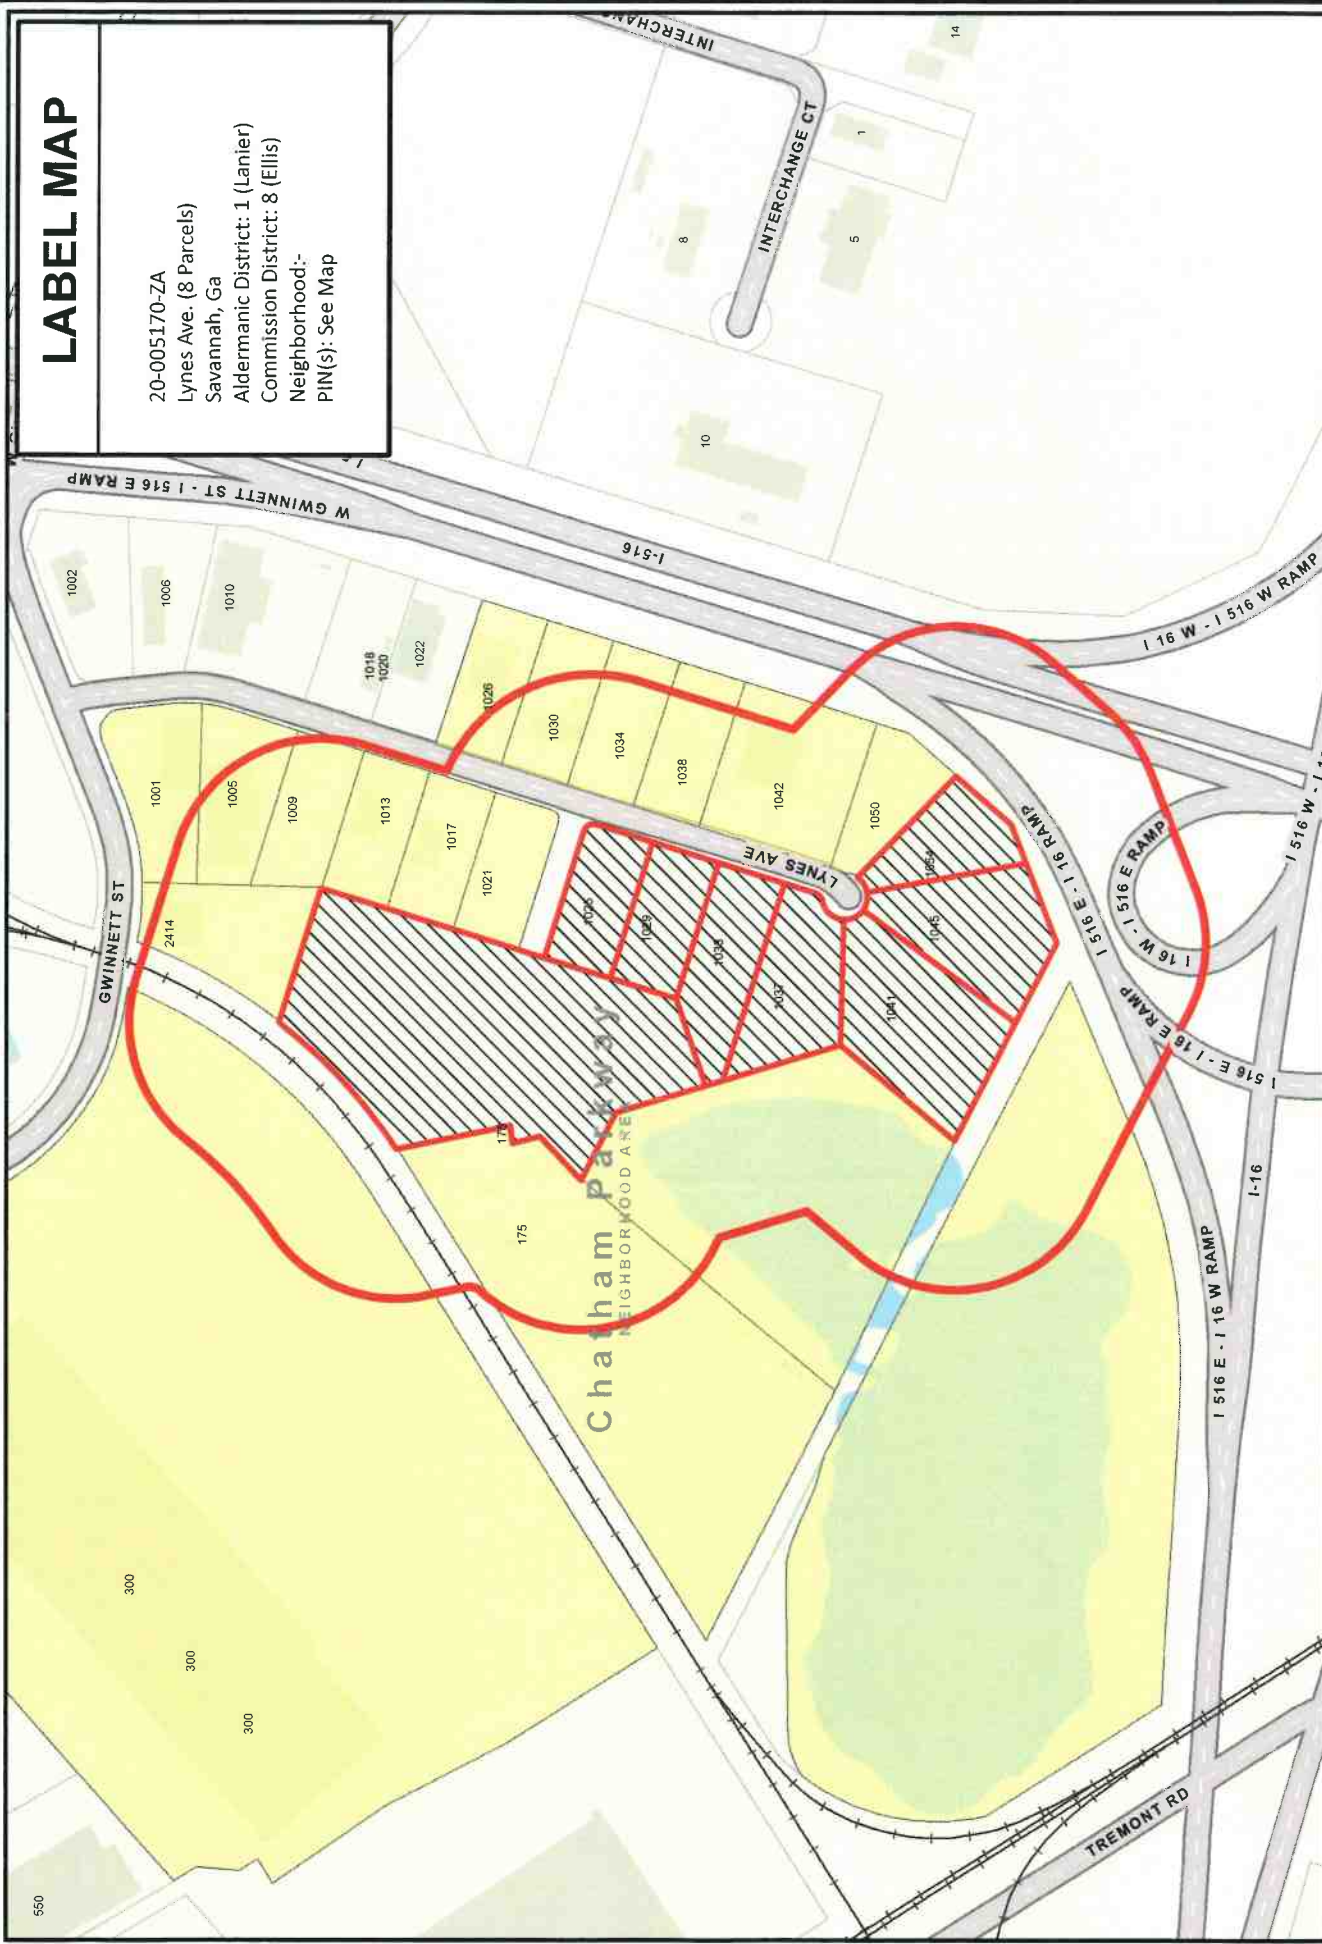 LABEL MAP
20-005170-ZA
Lynes Ave. (8 Parcels)
Savannah, Ga
Aldermanic District: 1 (Lanier)
Commission District: 8 (Ellis)
Neighborhood:-
PIN(s): See Map
550
300
300
300
GWINNETT ST
2414
1001
1005
1009
1013
1017
1021
1002
1006
1010
1018
1020
1022
1026
1030
1034
1038
1042
1050
1054
1025
1029
1033
1037
1041
1045
175
Chatham Parkway
NEIGHBORHOOD AREA
LYNES AVE
W GWINNETT ST - I 516 E RAMP
I-516
INTERCHANGE CT
14
1
5
8
10
I 16 W - I 516 W RAMP
I 516 E - I 16 RAMP
I 16 W - I 516 E RAMP
I 516 E - I 16 E RAMP
I 516 W - I
I-16
I 516 E - I 16 W RAMP
TREMONT RD